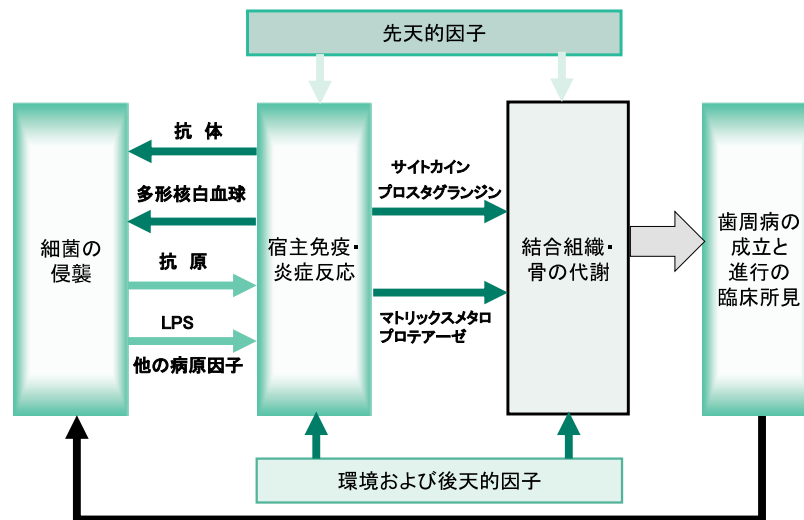 先天的因子
抗 体
多形核白血球
抗 原
LPS
他の病原因子
細菌の
侵襲
宿主免疫・
炎症反応
サイトカイン
プロスタグランジン
マトリックスメタロ
プロテアーゼ
結合組織・
骨の代謝
歯周病の
成立と
進行の
臨床所見
環境および後天的因子